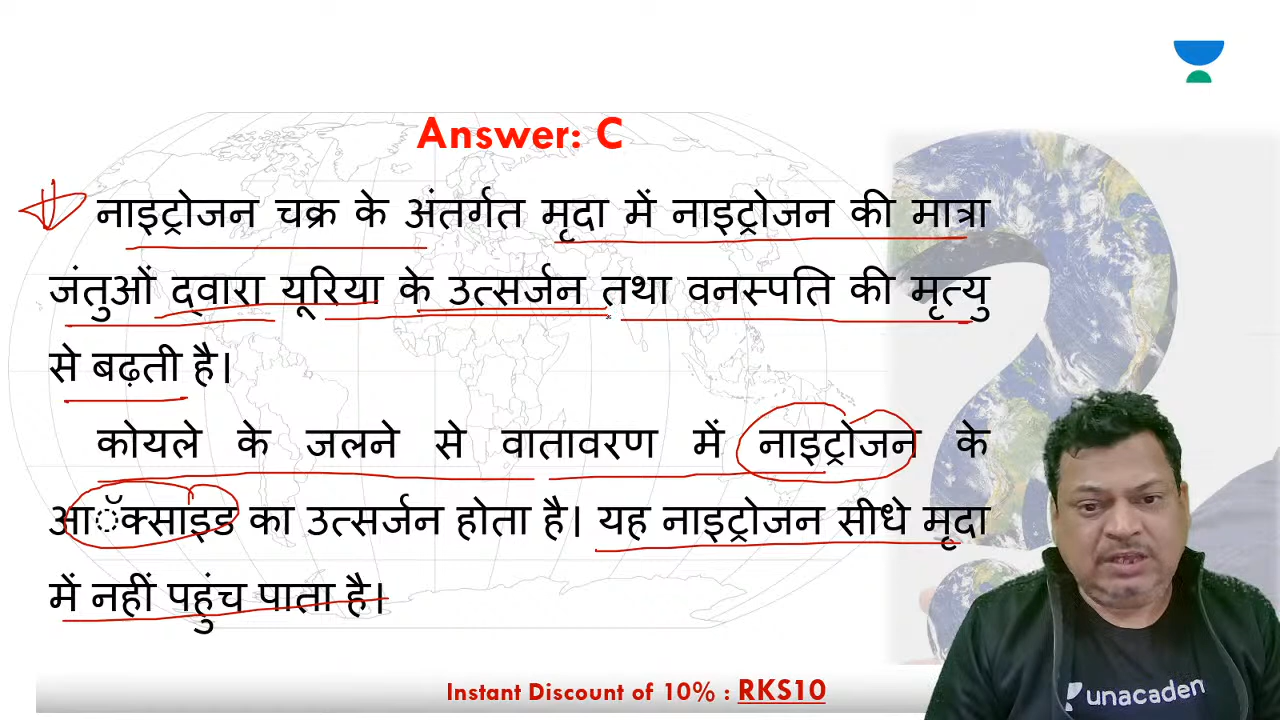 Answer: C
नाइट्रोजन चक्र के अंतर्गत मृदा में नाइट्रोजन की मात्रा
जंतुओं द्वारा यूरिया के उत्सर्जन तथा वनस्पति की मृत्यु
से बढ़ती है।
कोयले के जलने से वातावरण में नाइट्रोजन के
आॅक्साइड का उत्सर्जन होता है। यह नाइट्रोजन सीधे मृदा
में नहीं पहुंच पाता है।
Instant Discount of 10% : RKS10
unacaden